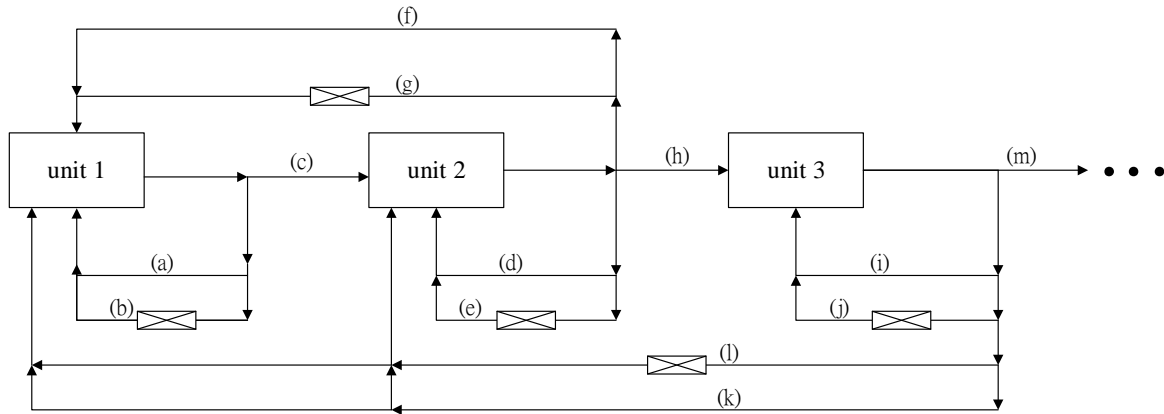 (f)
(g)
unit 1
(c)
unit 2
(h)
unit 3
(m)
(a)
(d)
(i)
(b)
(e)
(j)
(l)
(k)